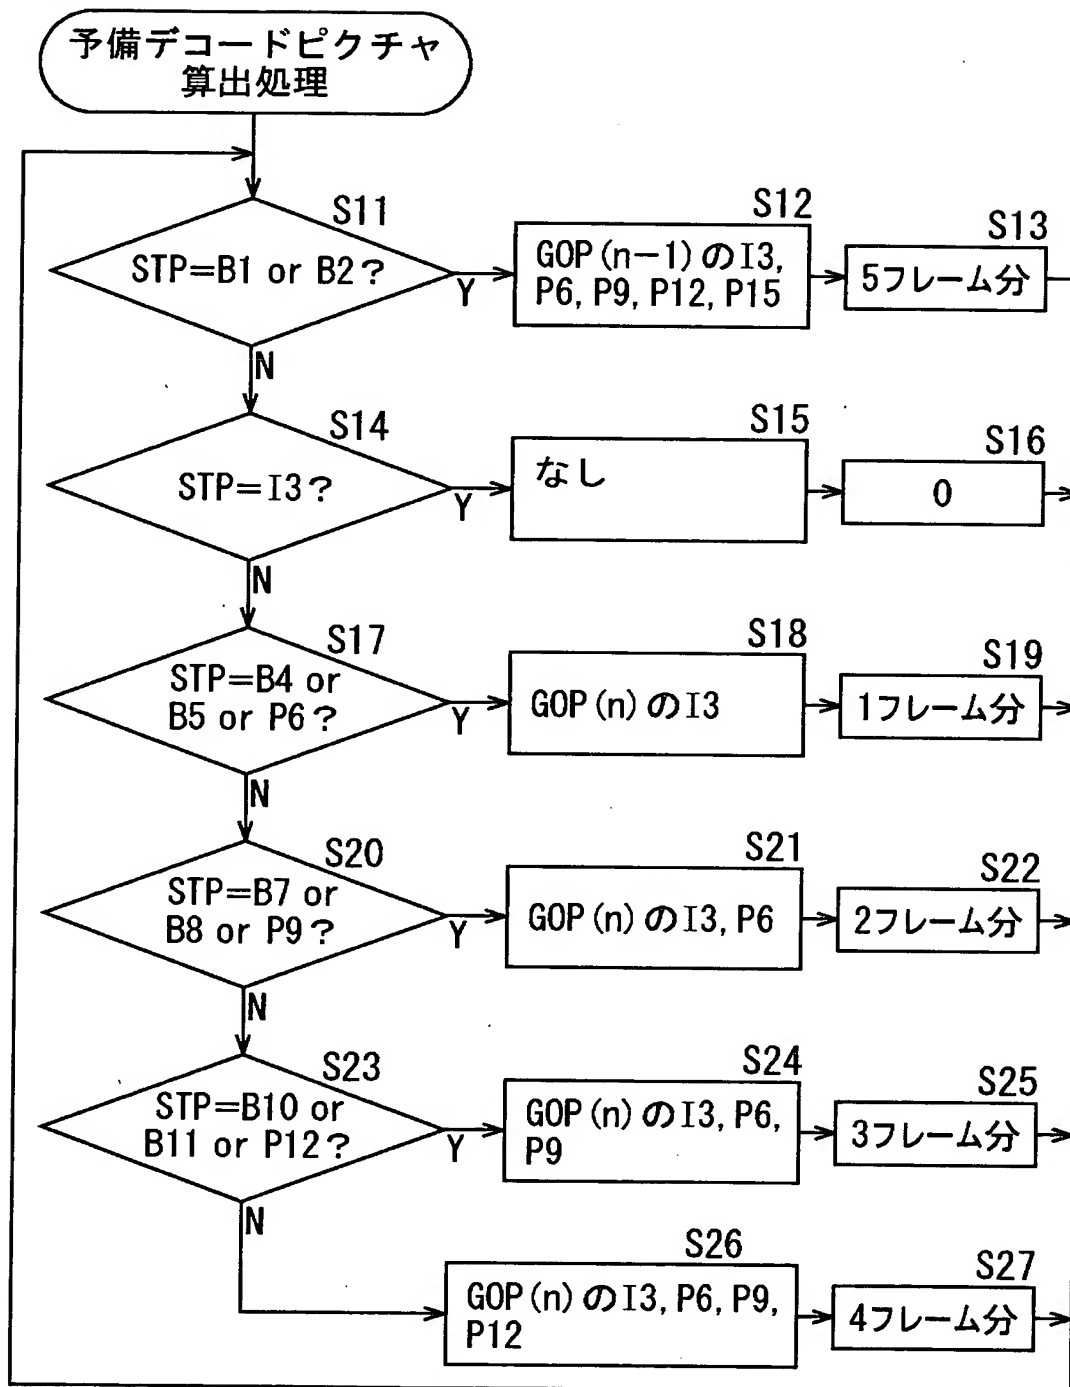 予備デコードピクチャ
算出処理
S11
STP=B1 or B2?
Y
N
S12
GOP(n-1)のI3,
P6, P9, P12, P15
S13
5フレーム分
S14
STP=I3?
Y
N
S15
なし
S16
0
S17
STP=B4 or
B5 or P6?
Y
N
S18
GOP(n)のI3
S19
1フレーム分
S20
STP=B7 or
B8 or P9?
Y
N
S21
GOP(n)のI3, P6
S22
2フレーム分
S23
STP=B10 or
B11 or P12?
Y
N
S24
GOP(n)のI3, P6,
P9
S25
3フレーム分
S26
GOP(n)のI3, P6, P9,
P12
S27
4フレーム分